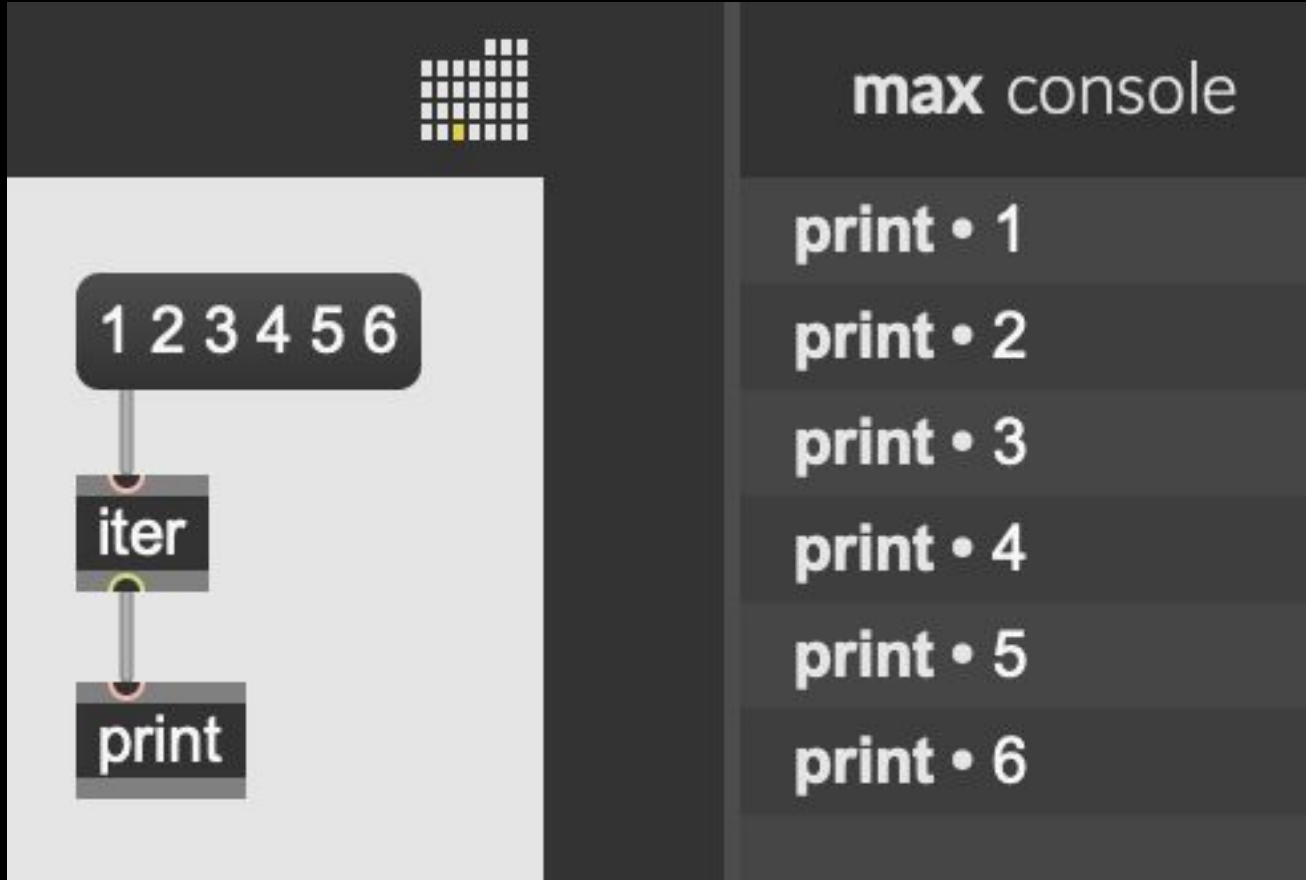 1 2 3 4 5 6
iter
print
max console
print • 1
print • 2
print • 3
print • 4
print • 5
print • 6